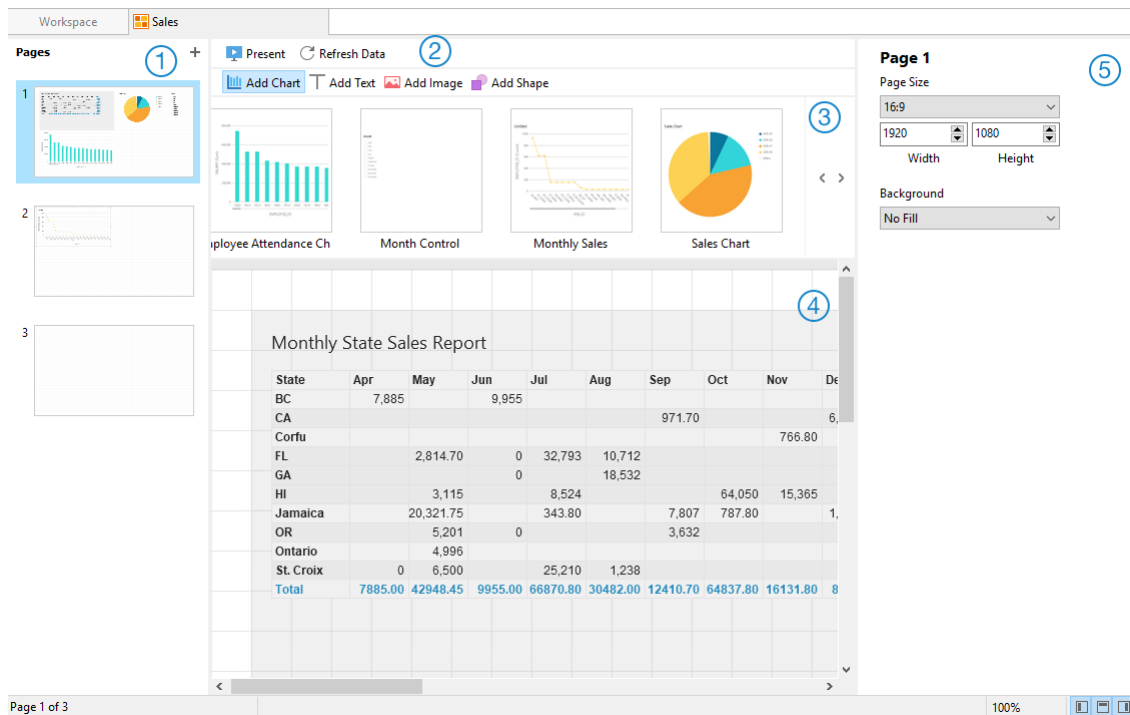 Workspace
Sales
Pages
+
1
2
3
1
Present Refresh Data
2
Add Chart Add Text Add Image Add Shape
3
ployee Attendance Ch
Month Control
Monthly Sales
Sales Chart
Sales Chart
4
Monthly State Sales Report
State Apr May Jun Jul Aug Sep Oct Nov De
BC 7,885 9,955
CA 971.70 6,
Corfu 766.80
FL 2,814.70 0 32,793 10,712
GA 0 18,532
HI 3,115 8,524 64,050 15,365
Jamaica 20,321.75 343.80 7,807 787.80 1,
OR 5,201 0 3,632
Ontario 4,996
St. Croix 0 6,500 25,210 1,238
Total 7885.00 42948.45 9955.00 66870.80 30482.00 12410.70 64837.80 16131.80 8
Page 1
5
Page Size
16:9
1920 1080
Width Height
Background
No Fill
Page 1 of 3
100%